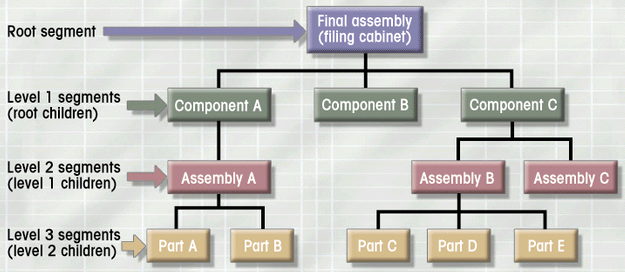 Final assembly
(filing cabinet)
Root segment
Level 1 segments
(root children)
Component A
Component B
Component C
Level 2 segments
(level 1 children)
Assembly A
Assembly B
Assembly C
Level 3 segments
(level 2 children)
Part A
Part B
Part C
Part D
Part E